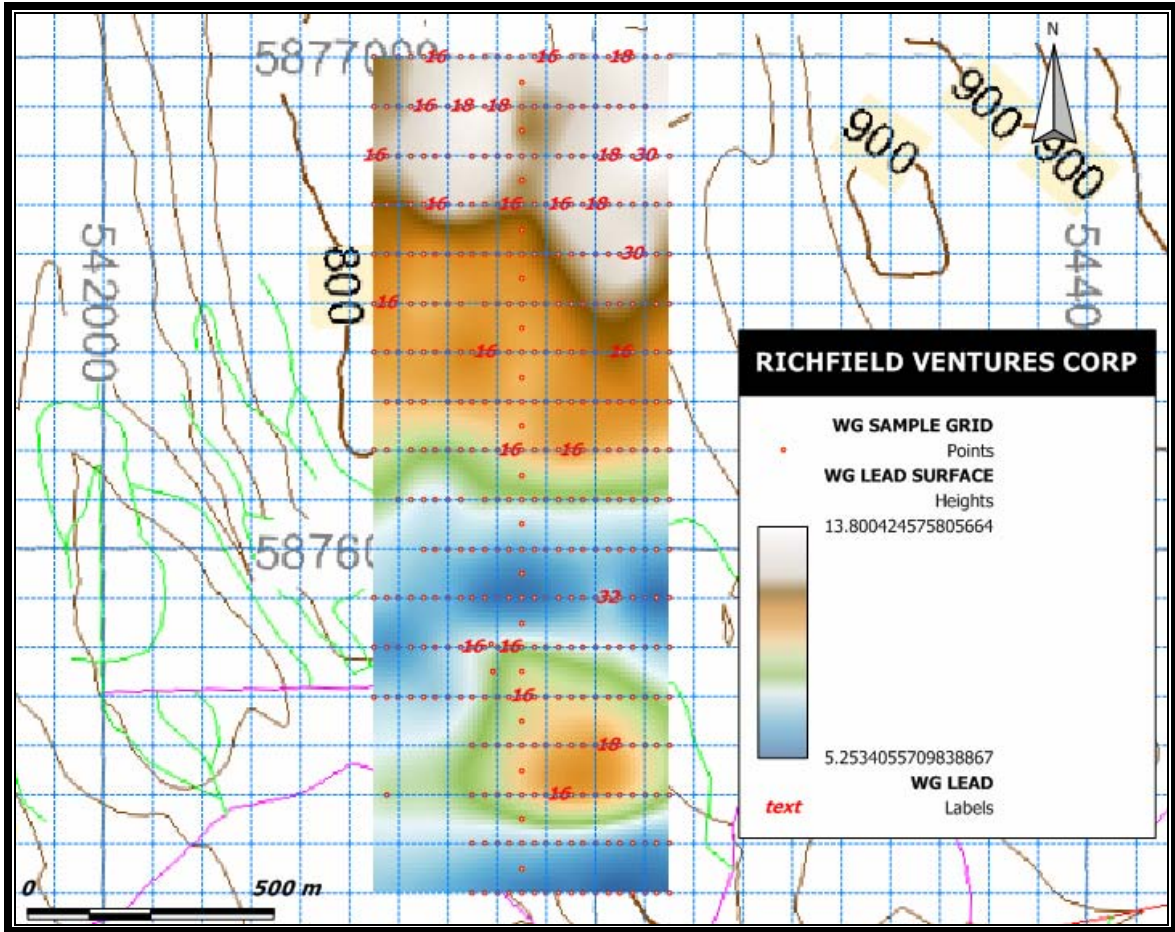 N
5877000
16 16 18
16 18 18
16 18 30
16 16 16 18
30
16
16 16
16 16
32
16 16
16
18
16
900
900
900
800
542000
5440
5876
RICHFIELD VENTURES CORP
WG SAMPLE GRID
Points
WG LEAD SURFACE
Heights
13.800424575805664
5.2534055709838867
WG LEAD
text Labels
0 500 m